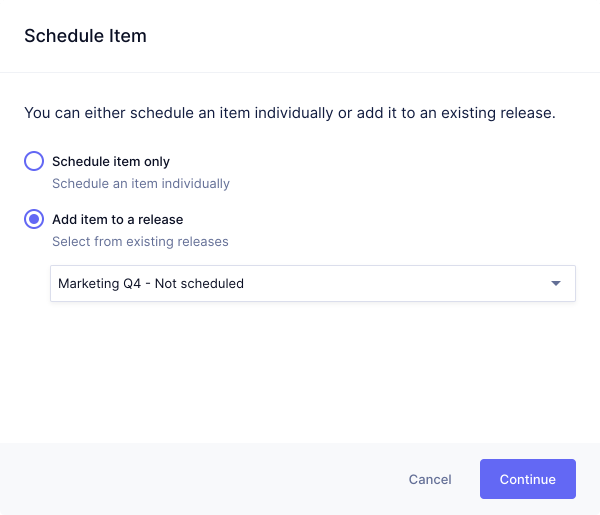 Schedule Item
You can either schedule an item individually or add it to an existing release.
Schedule item only
Schedule an item individually
Add item to a release
Select from existing releases
Marketing Q4 - Not scheduled
Cancel
Continue